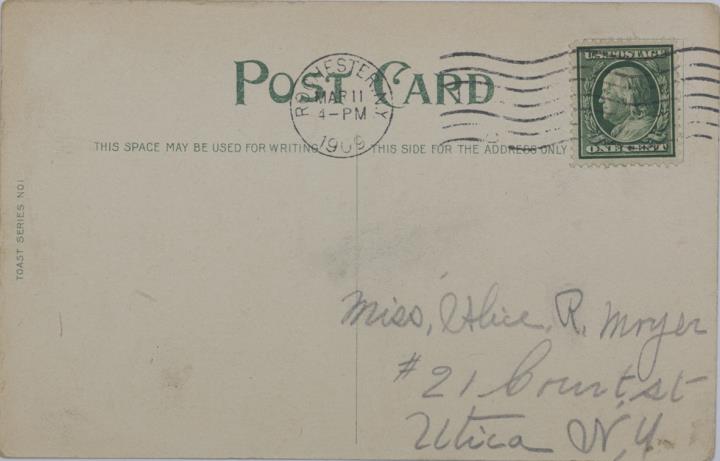 POST CARD
ROCHESTER, N.Y.
MAR 11
4-PM
1909
U.S. POSTAGE
ONE CENT
THIS SPACE MAY BE USED FOR WRITING
THIS SIDE FOR THE ADDRESS ONLY
TOAST SERIES NO1
Miss, Alice, R. Moyer
#21 Court, st
Utica N,Y.